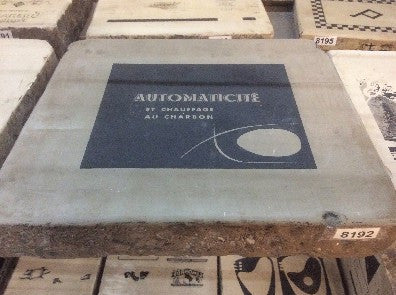 AUTOMATICITÉ
ET CHAUFFAGE
AU CHARBON
8192
8195